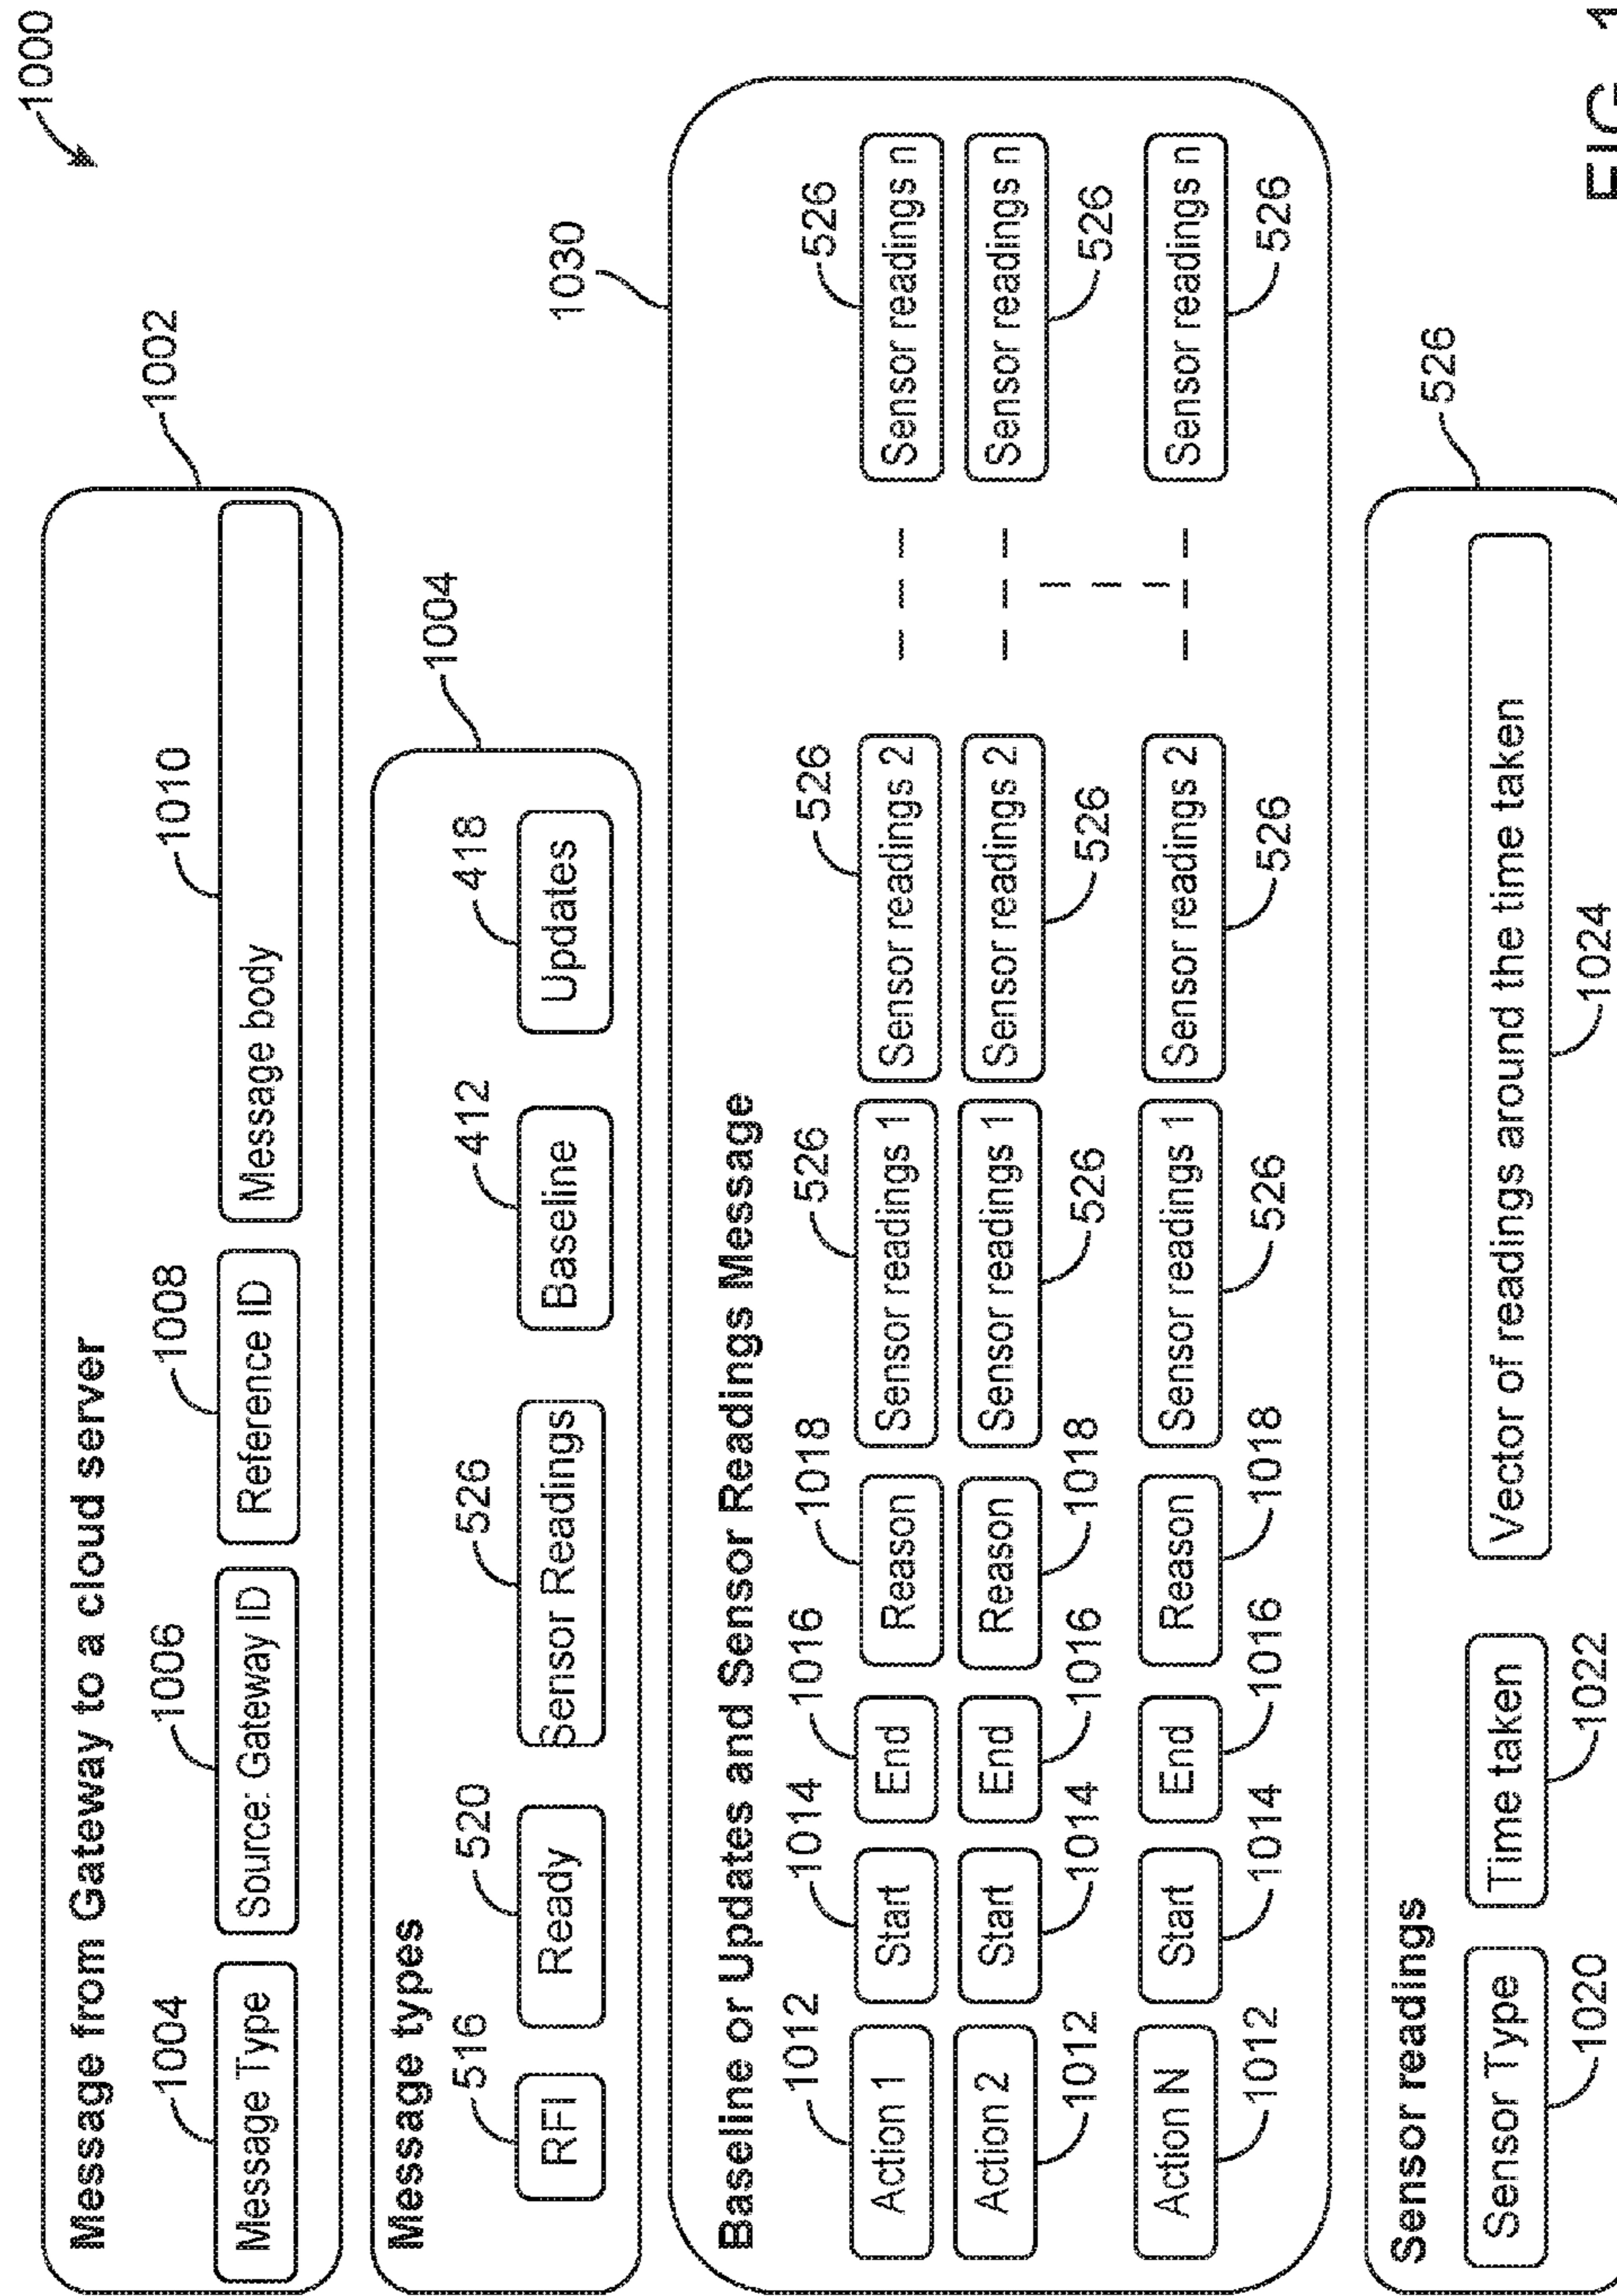 1000
Message from Gateway to a cloud server
1002
1004 1006 1008 1010
Message Type Source: Gateway ID Reference ID Message body
Message types
1004
516 520 526 412 418
RFI Ready Sensor Readings Baseline Updates
1030
Baseline or Updates and Sensor Readings Message
1012 1014 1016 1018 526 526 526
Action 1 Start End Reason Sensor readings 1 Sensor readings 2 Sensor readings n
Action 2 Start End Reason Sensor readings 1 Sensor readings 2 Sensor readings n
1012 1014 1016 1018 526 526 526
Action N Start End Reason Sensor readings 1 Sensor readings 2 Sensor readings n
1012 1014 1016 1018 526 526 526
Sensor readings
526
Sensor Type Time taken Vector of readings around the time taken
1020 1022 1024